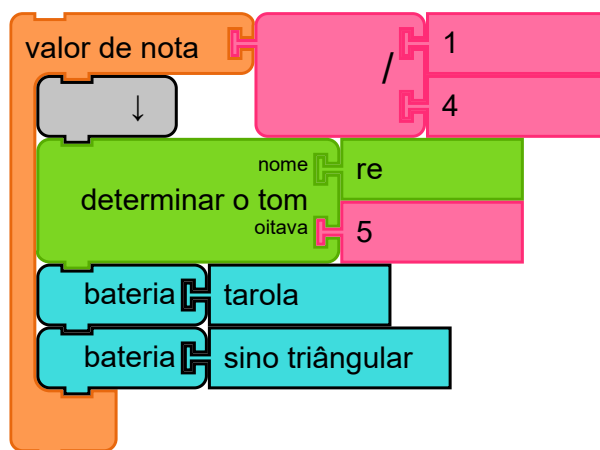 valor de nota / 1
4
↓
nome re
determinar o tom
oitava 5
bateria tarola
bateria sino triângular